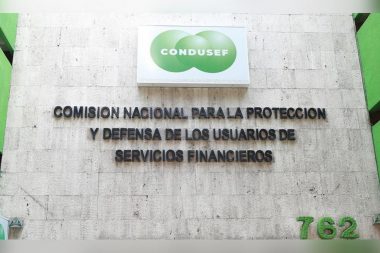 CONDUSEF
COMISION NACIONAL PARA LA PROTECCION
Y DEFENSA DE LOS USUARIOS DE
SERVICIOS FINANCIEROS
762